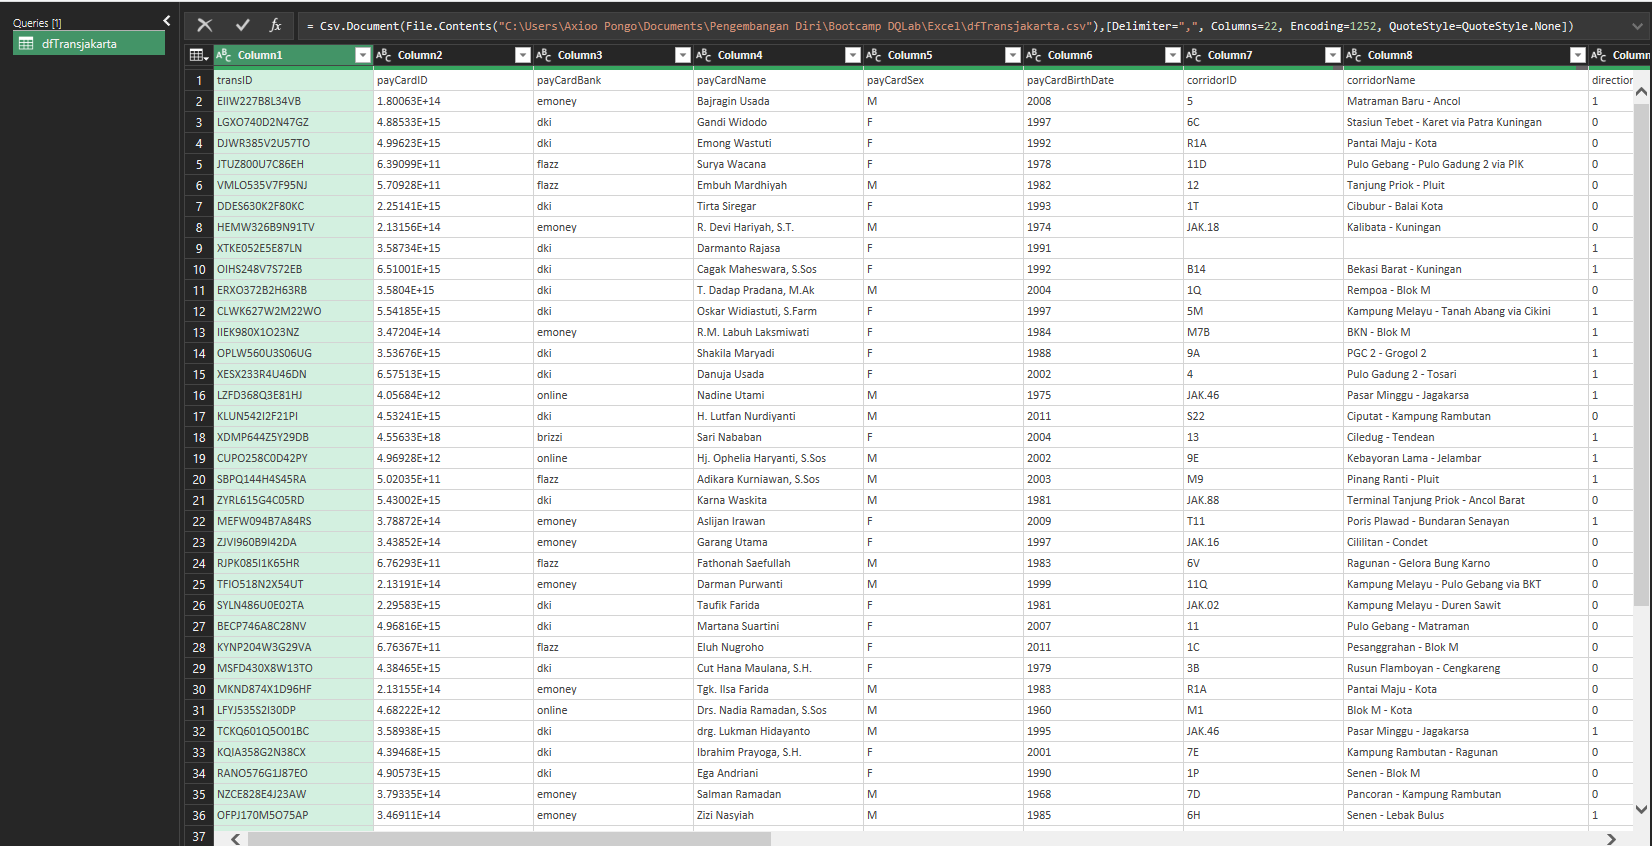 Queries [1]
dfTransjakarta
fx = Csv.Document(File.Contents("C:\Users\Axioo Pongo\Documents\Pengembangan Diri\Bootcamp DQLab\Excel\dfTransjakarta.csv"),[Delimiter=",", Columns=22, Encoding=1252, QuoteStyle=QuoteStyle.None])
ABC Column1 ABC Column2 ABC Column3 ABC Column4 ABC Column5 ABC Column6 ABC Column7 ABC Column8 ABC Column
1 transID payCardID payCardBank payCardName payCardSex payCardBirthDate corridorID corridorName direction
2 EIIW227B8L34VB 1.80063E+14 emoney Bajragin Usada M 2008 5 Matraman Baru - Ancol 1
3 LGXO740D2N47GZ 4.88533E+15 dki Gandi Widodo F 1997 6C Stasiun Tebet - Karet via Patra Kuningan 0
4 DJWR385V2U57TO 4.99623E+15 dki Emong Wastuti F 1992 R1A Pantai Maju - Kota 0
5 JTUZ800U7C86EH 6.39099E+11 flazz Surya Wacana F 1978 11D Pulo Gebang - Pulo Gadung 2 via PIK 0
6 VMLO535V7F95NJ 5.70928E+11 flazz Embuh Mardhiyah M 1982 12 Tanjung Priok - Pluit 0
7 DDES630K2F80KC 2.25141E+15 dki Tirta Siregar F 1993 1T Cibubur - Balai Kota 0
8 HEMW326B9N91TV 2.13156E+14 emoney R. Devi Hariyah, S.T. M 1974 JAK.18 Kalibata - Kuningan 0
9 XTKE052E5E87LN 3.58734E+15 dki Darmanto Rajasa F 1991 1
10 OIHS248V7S72EB 6.51001E+15 dki Cagak Maheswara, S.Sos F 1992 B14 Bekasi Barat - Kuningan 1
11 ERXO372B2H63RB 3.5804E+15 dki T. Dadap Pradana, M.Ak M 2004 1Q Rempoa - Blok M 0
12 CLWK627W2M22WO 5.54185E+15 dki Oskar Widiastuti, S.Farm F 1997 5M Kampung Melayu - Tanah Abang via Cikini 1
13 IIEK980X1O23NZ 3.47204E+14 emoney R.M. Labuh Laksmiwati F 1984 M7B BKN - Blok M 1
14 OPLW560U3S06UG 3.53676E+15 dki Shakila Maryadi F 1988 9A PGC 2 - Grogol 2 1
15 XESX233R4U46DN 6.57513E+15 dki Danuja Usada F 2002 4 Pulo Gadung 2 - Tosari 1
16 LZFD368Q3E81HJ 4.05684E+12 online Nadine Utami M 1975 JAK.46 Pasar Minggu - Jagakarsa 1
17 KLUN542I2F21PI 4.53241E+15 dki H. Lutfan Nurdiyanti M 2011 S22 Ciputat - Kampung Rambutan 0
18 XDMP644Z5Y29DB 4.55633E+18 brizzi Sari Nababan F 2004 13 Ciledug - Tendean 1
19 CUPO258C0D42PY 4.96928E+12 online Hj. Ophelia Haryanti, S.Sos M 2002 9E Kebayoran Lama - Jelambar 1
20 SBPQ144H4S45RA 5.02035E+11 flazz Adikara Kurniawan, S.Sos M 2003 M9 Pinang Ranti - Pluit 1
21 ZYRL615G4C05RD 5.43002E+15 dki Karna Waskita M 1981 JAK.88 Terminal Tanjung Priok - Ancol Barat 0
22 MEFW094B7A84RS 3.78872E+14 emoney Aslijan Irawan F 2009 T11 Poris Plawad - Bundaran Senayan 1
23 ZJVI960B9I42DA 3.43852E+14 emoney Garang Utama F 1997 JAK.16 Cililitan - Condet 0
24 RJPK085I1K65HR 6.76293E+11 flazz Fathonah Saefullah M 1983 6V Ragunan - Gelora Bung Karno 0
25 TFIO518N2X54UT 2.13191E+14 emoney Darman Purwanti M 1999 11Q Kampung Melayu - Pulo Gebang via BKT 0
26 SYLN486U0E02TA 2.29583E+15 dki Taufik Farida F 1981 JAK.02 Kampung Melayu - Duren Sawit 0
27 BECP746A8C28NV 4.96816E+15 dki Martana Suartini F 2007 11 Pulo Gebang - Matraman 0
28 KYNP204W3G29VA 6.76367E+11 flazz Eluh Nugroho F 2011 1C Pesanggrahan - Blok M 0
29 MSFD430X8W13TO 4.38465E+15 dki Cut Hana Maulana, S.H. F 1979 3B Rusun Flamboyan - Cengkareng 0
30 MKND874X1D96HF 2.13155E+14 emoney Tgk. Ilsa Farida M 1983 R1A Pantai Maju - Kota 0
31 LFYJ535S2I30DP 4.68222E+12 online Drs. Nadia Ramadan, S.Sos M 1960 M1 Blok M - Kota 0
32 TCKQ601Q5O01BC 3.58938E+15 dki drg. Lukman Hidayanto M 1995 JAK.46 Pasar Minggu - Jagakarsa 1
33 KQIA358G2N38CX 4.39468E+15 dki Ibrahim Prayoga, S.H. F 2001 7E Kampung Rambutan - Ragunan 0
34 RANO576G1J87EO 4.90573E+15 dki Ega Andriani F 1990 1P Senen - Blok M 0
35 NZCE828E4J23AW 3.79335E+14 emoney Salman Ramadan M 1968 7D Pancoran - Kampung Rambutan 0
36 OFPJ170M5O75AP 3.46911E+14 emoney Zizi Nasyiah M 1985 6H Senen - Lebak Bulus 1
37